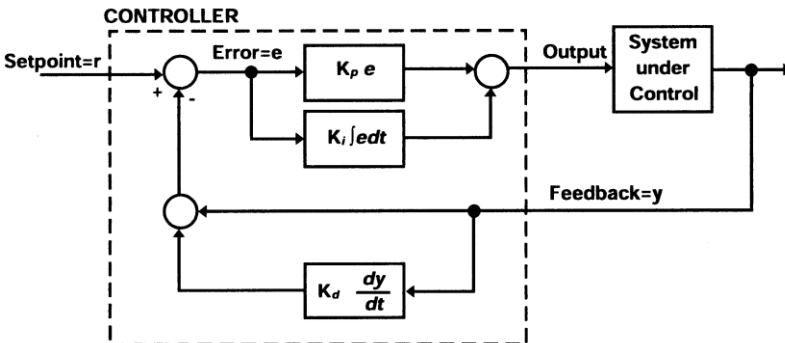 CONTROLLER
Setpoint=r
+
-
Error=e
Kp e
Ki ∫edt
Output
System
under
Control
Feedback=y
Kd dy/dt